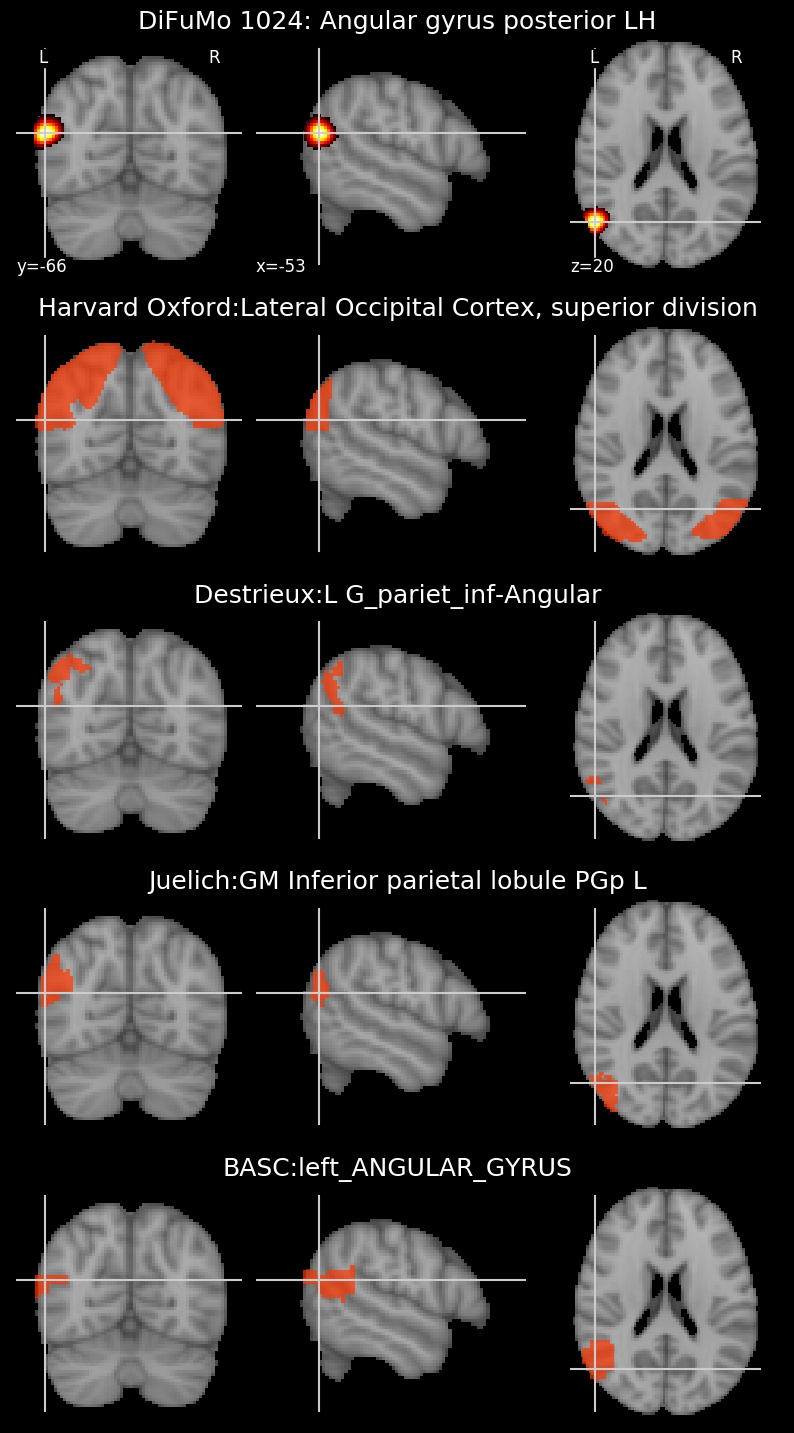 DiFuMo 1024: Angular gyrus posterior LH
L R L R
y=-66 x=-53 z=20
Harvard Oxford:Lateral Occipital Cortex, superior division
Destrieux:L G_pariet_inf-Angular
Juelich:GM Inferior parietal lobule PGp L
BASC:left_ANGULAR_GYRUS